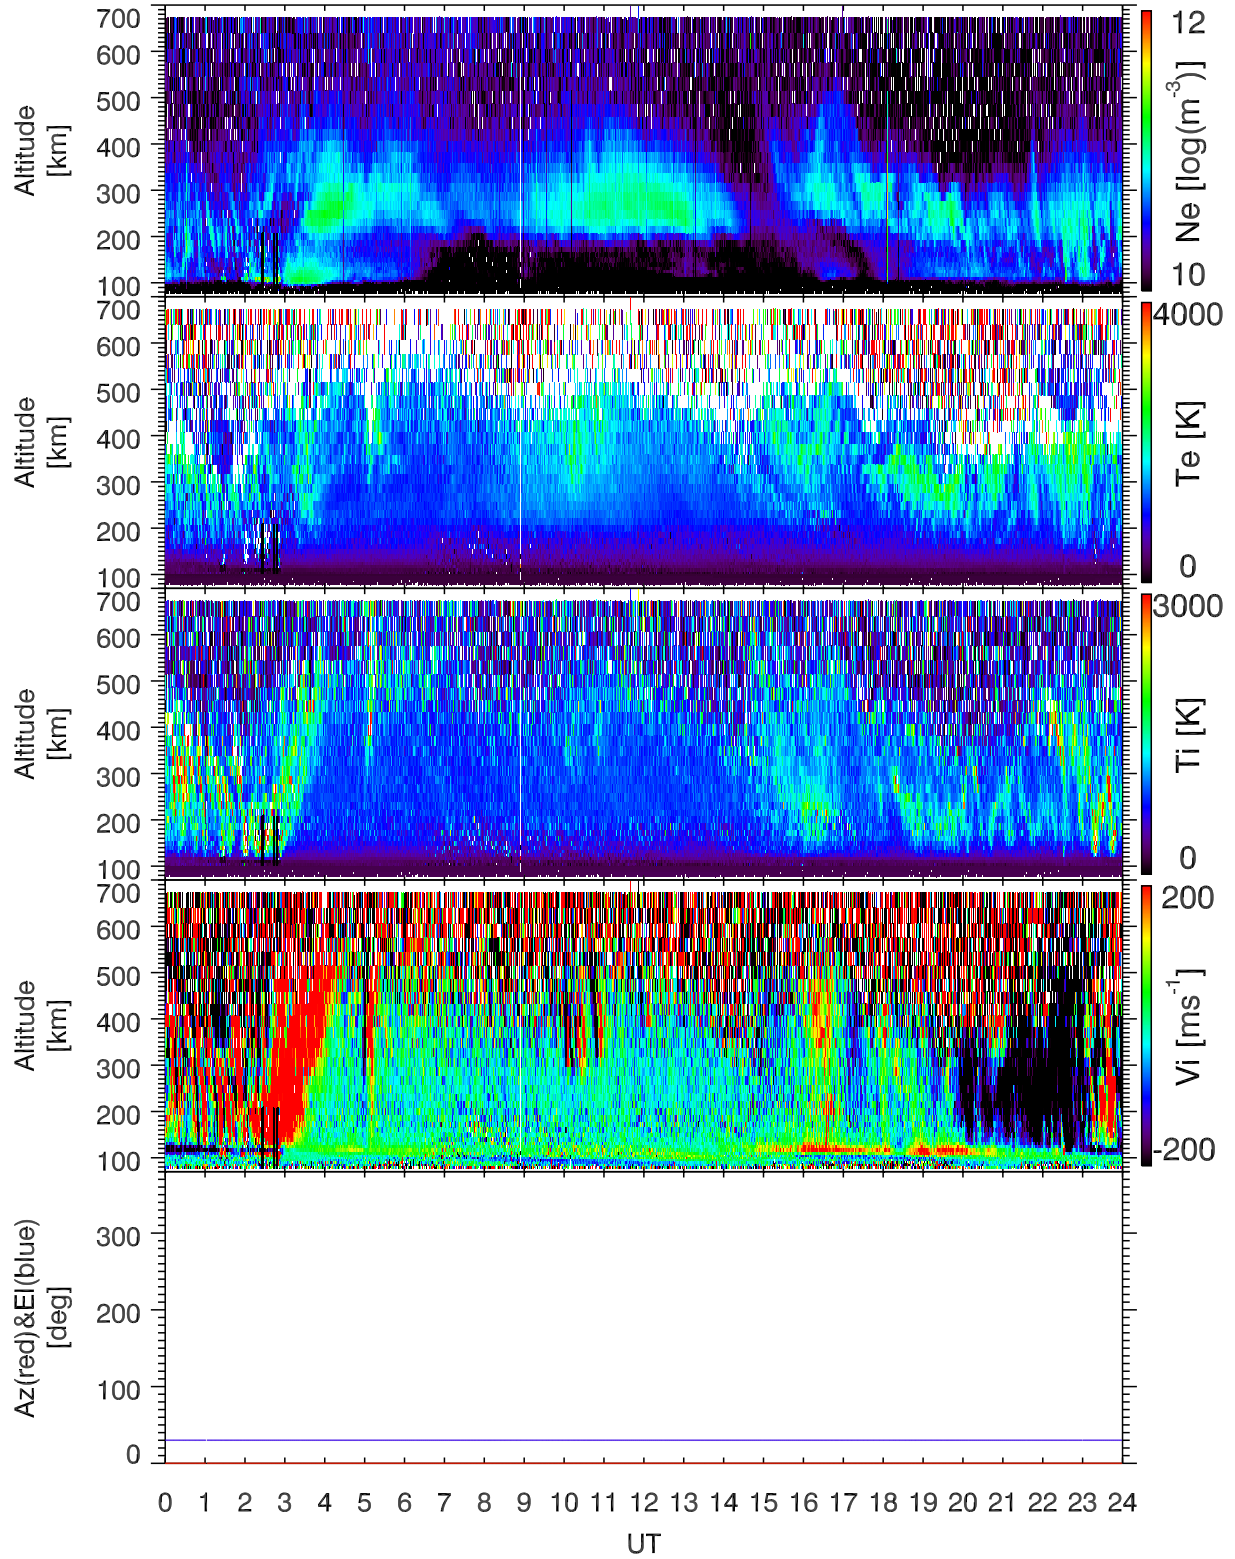 700
600
500
400
300
200
100
Altitude
[km]
12
10
Ne [log(m⁻³)]
700
600
500
400
300
200
100
Altitude
[km]
4000
0
Te [K]
700
600
500
400
300
200
100
Altitude
[km]
3000
0
Ti [K]
700
600
500
400
300
200
100
Altitude
[km]
200
-200
Vi [ms⁻¹]
300
200
100
0
Az(red)&El(blue)
[deg]
0 1 2 3 4 5 6 7 8 9 10 11 12 13 14 15 16 17 18 19 20 21 22 23 24
UT